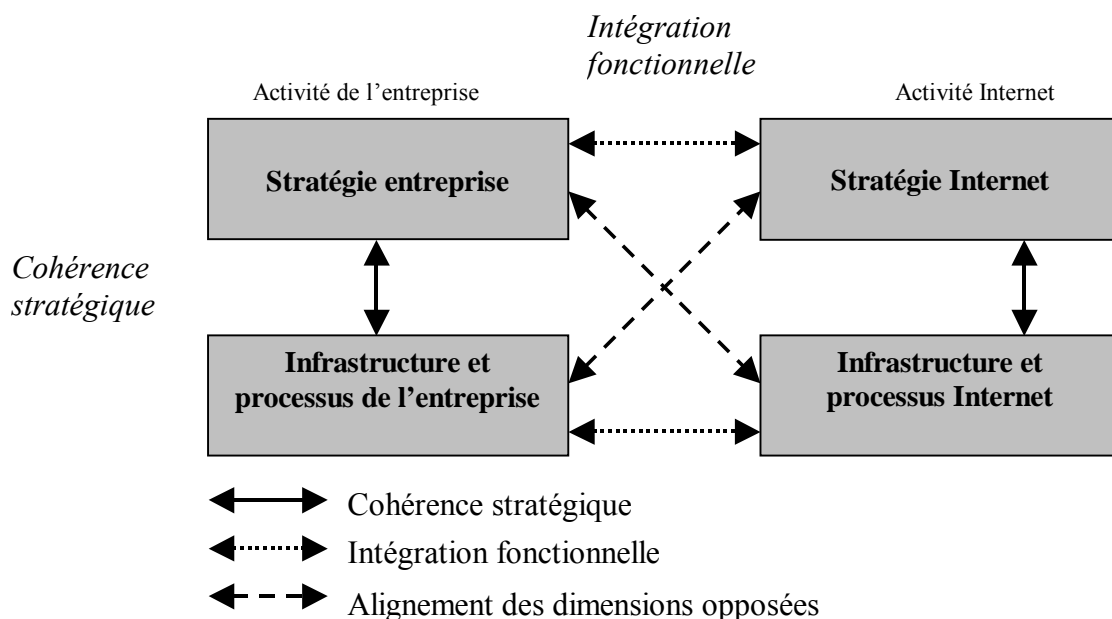 Intégration
fonctionnelle
Activité de l’entreprise
Activité Internet
Stratégie entreprise
Stratégie Internet
Cohérence
stratégique
Infrastructure et
processus de l’entreprise
Infrastructure et
processus Internet
Cohérence stratégique
Intégration fonctionnelle
Alignement des dimensions opposées